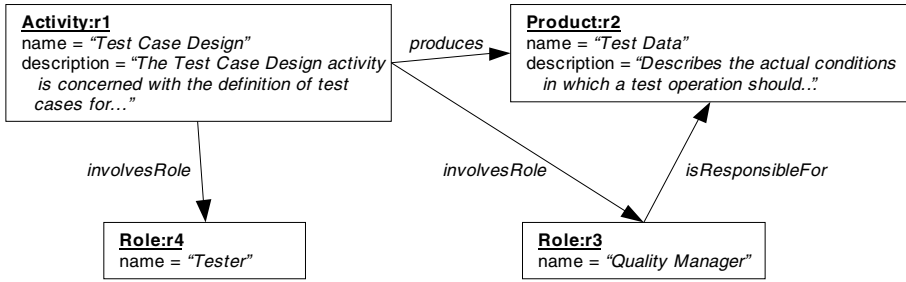 Activity:r1
name = “Test Case Design”
description = “The Test Case Design activity
is concerned with the definition of test
cases for…”
produces
Product:r2
name = “Test Data”
description = “Describes the actual conditions
in which a test operation should..”.
involvesRole
involvesRole
isResponsibleFor
Role:r4
name = “Tester”
Role:r3
name = “Quality Manager”